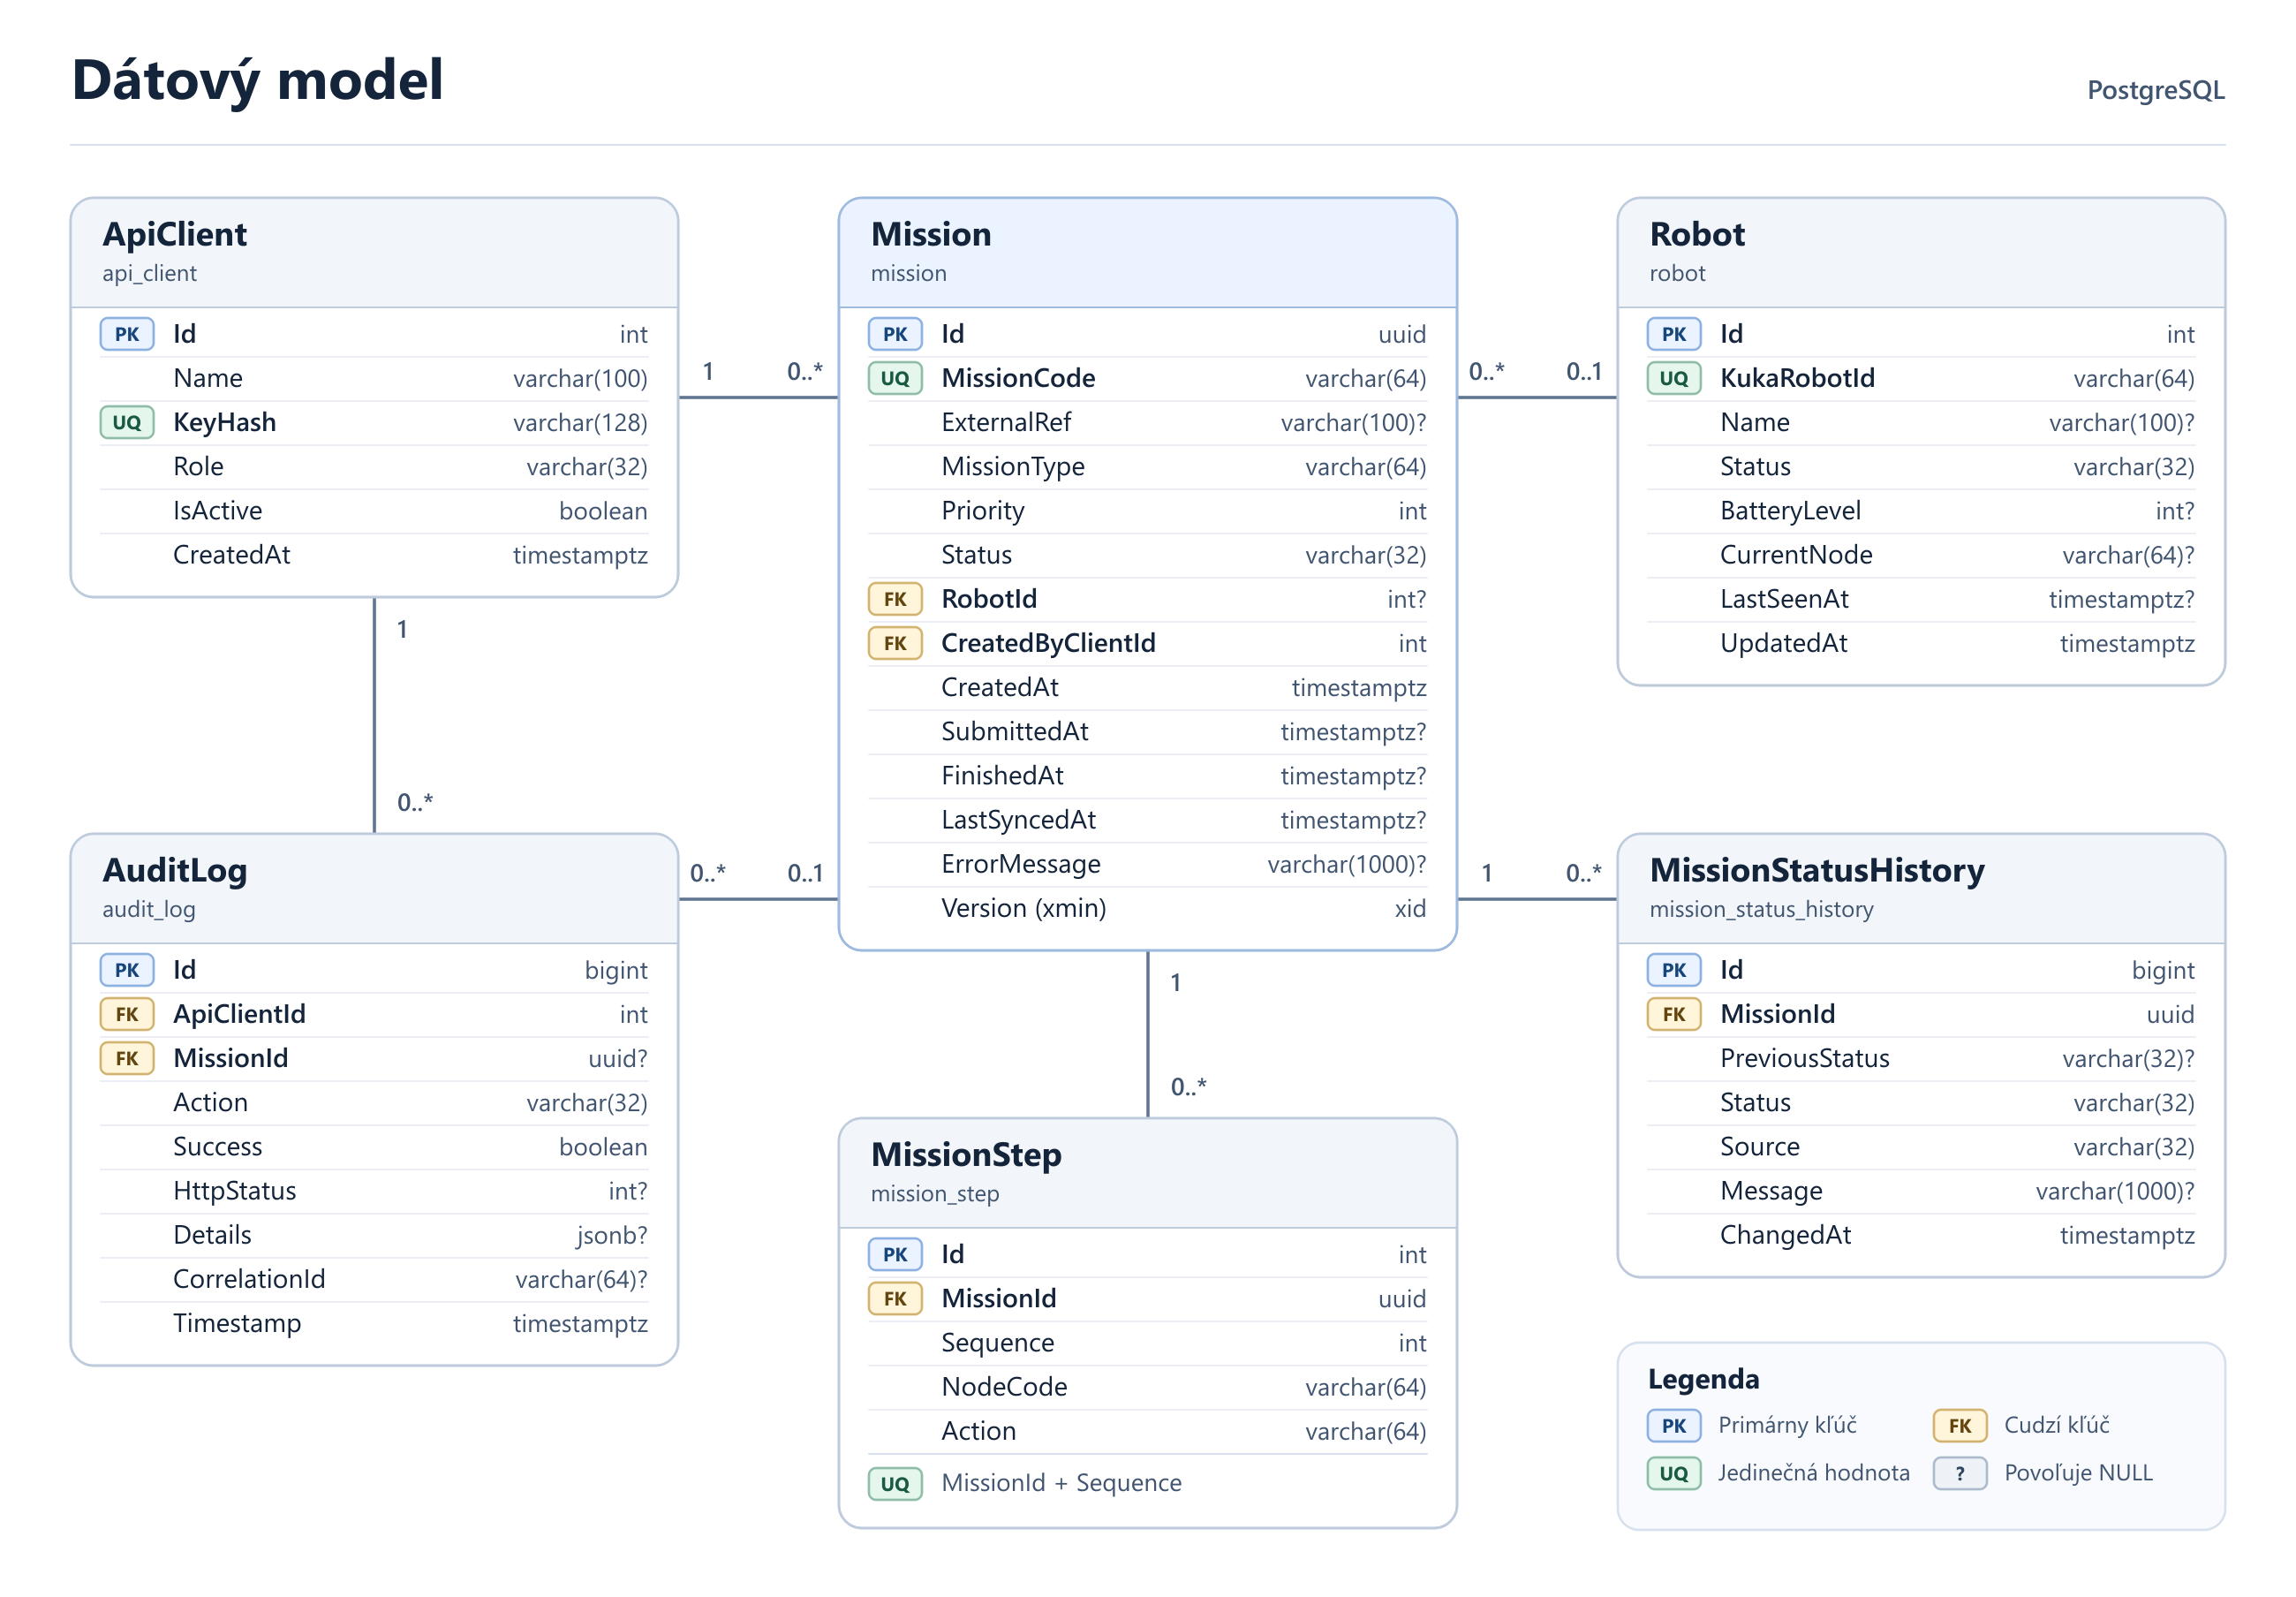 Dátový model
PostgreSQL
ApiClient
api_client
PK Id int
Name varchar(100)
UQ KeyHash varchar(128)
Role varchar(32)
IsActive boolean
CreatedAt timestamptz
1 0..*
Mission
mission
PK Id uuid
UQ MissionCode varchar(64)
ExternalRef varchar(100)?
MissionType varchar(64)
Priority int
Status varchar(32)
FK RobotId int?
FK CreatedByClientId int
CreatedAt timestamptz
SubmittedAt timestamptz?
FinishedAt timestamptz?
LastSyncedAt timestamptz?
ErrorMessage varchar(1000)?
Version (xmin) xid
0..* 0..1
Robot
robot
PK Id int
UQ KukaRobotId varchar(64)
Name varchar(100)?
Status varchar(32)
BatteryLevel int?
CurrentNode varchar(64)?
LastSeenAt timestamptz?
UpdatedAt timestamptz
1
0..*
AuditLog
audit_log
PK Id bigint
FK ApiClientId int
FK MissionId uuid?
Action varchar(32)
Success boolean
HttpStatus int?
Details jsonb?
CorrelationId varchar(64)?
Timestamp timestamptz
0..* 0..1
1
0..*
MissionStep
mission_step
PK Id int
FK MissionId uuid
Sequence int
NodeCode varchar(64)
Action varchar(64)
UQ MissionId + Sequence
1 0..*
MissionStatusHistory
mission_status_history
PK Id bigint
FK MissionId uuid
PreviousStatus varchar(32)?
Status varchar(32)
Source varchar(32)
Message varchar(1000)?
ChangedAt timestamptz
Legenda
PK Primárny kľúč FK Cudzí kľúč
UQ Jedinečná hodnota ? Povoľuje NULL